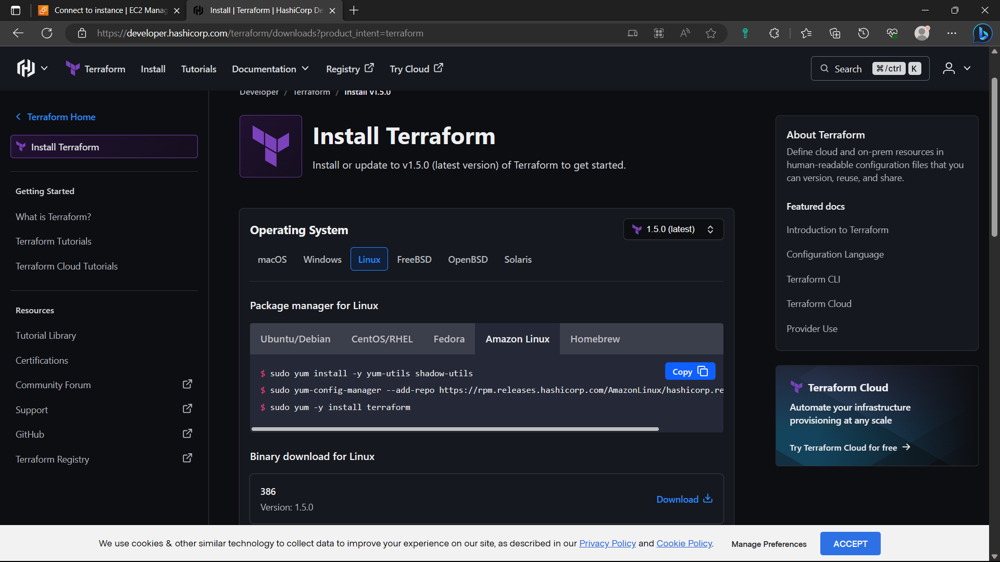 Connect to instance | EC2 Manag
Install | Terraform | HashiCorp De
https://developer.hashicorp.com/terraform/downloads?product_intent=terraform
Terraform
Install
Tutorials
Documentation
Registry
Try Cloud
Search ⌘/ctrl K
Developer / Terraform / Install v1.5.0
Terraform Home
Install Terraform
Getting Started
What is Terraform?
Terraform Tutorials
Terraform Cloud Tutorials
Resources
Tutorial Library
Certifications
Community Forum
Support
GitHub
Terraform Registry
Install Terraform
Install or update to v1.5.0 (latest version) of Terraform to get started.
Operating System
1.5.0 (latest)
macOS
Windows
Linux
FreeBSD
OpenBSD
Solaris
Package manager for Linux
Ubuntu/Debian
CentOS/RHEL
Fedora
Amazon Linux
Homebrew
Copy
$ sudo yum install -y yum-utils shadow-utils
$ sudo yum-config-manager --add-repo https://rpm.releases.hashicorp.com/AmazonLinux/hashicorp.re
$ sudo yum -y install terraform
Binary download for Linux
386
Version: 1.5.0
Download
About Terraform
Define cloud and on-prem resources in
human-readable configuration files that you
can version, reuse, and share.
Featured docs
Introduction to Terraform
Configuration Language
Terraform CLI
Terraform Cloud
Provider Use
Terraform Cloud
Automate your infrastructure
provisioning at any scale
Try Terraform Cloud for free
We use cookies & other similar technology to collect data to improve your experience on our site, as described in our Privacy Policy and Cookie Policy.
Manage Preferences
ACCEPT